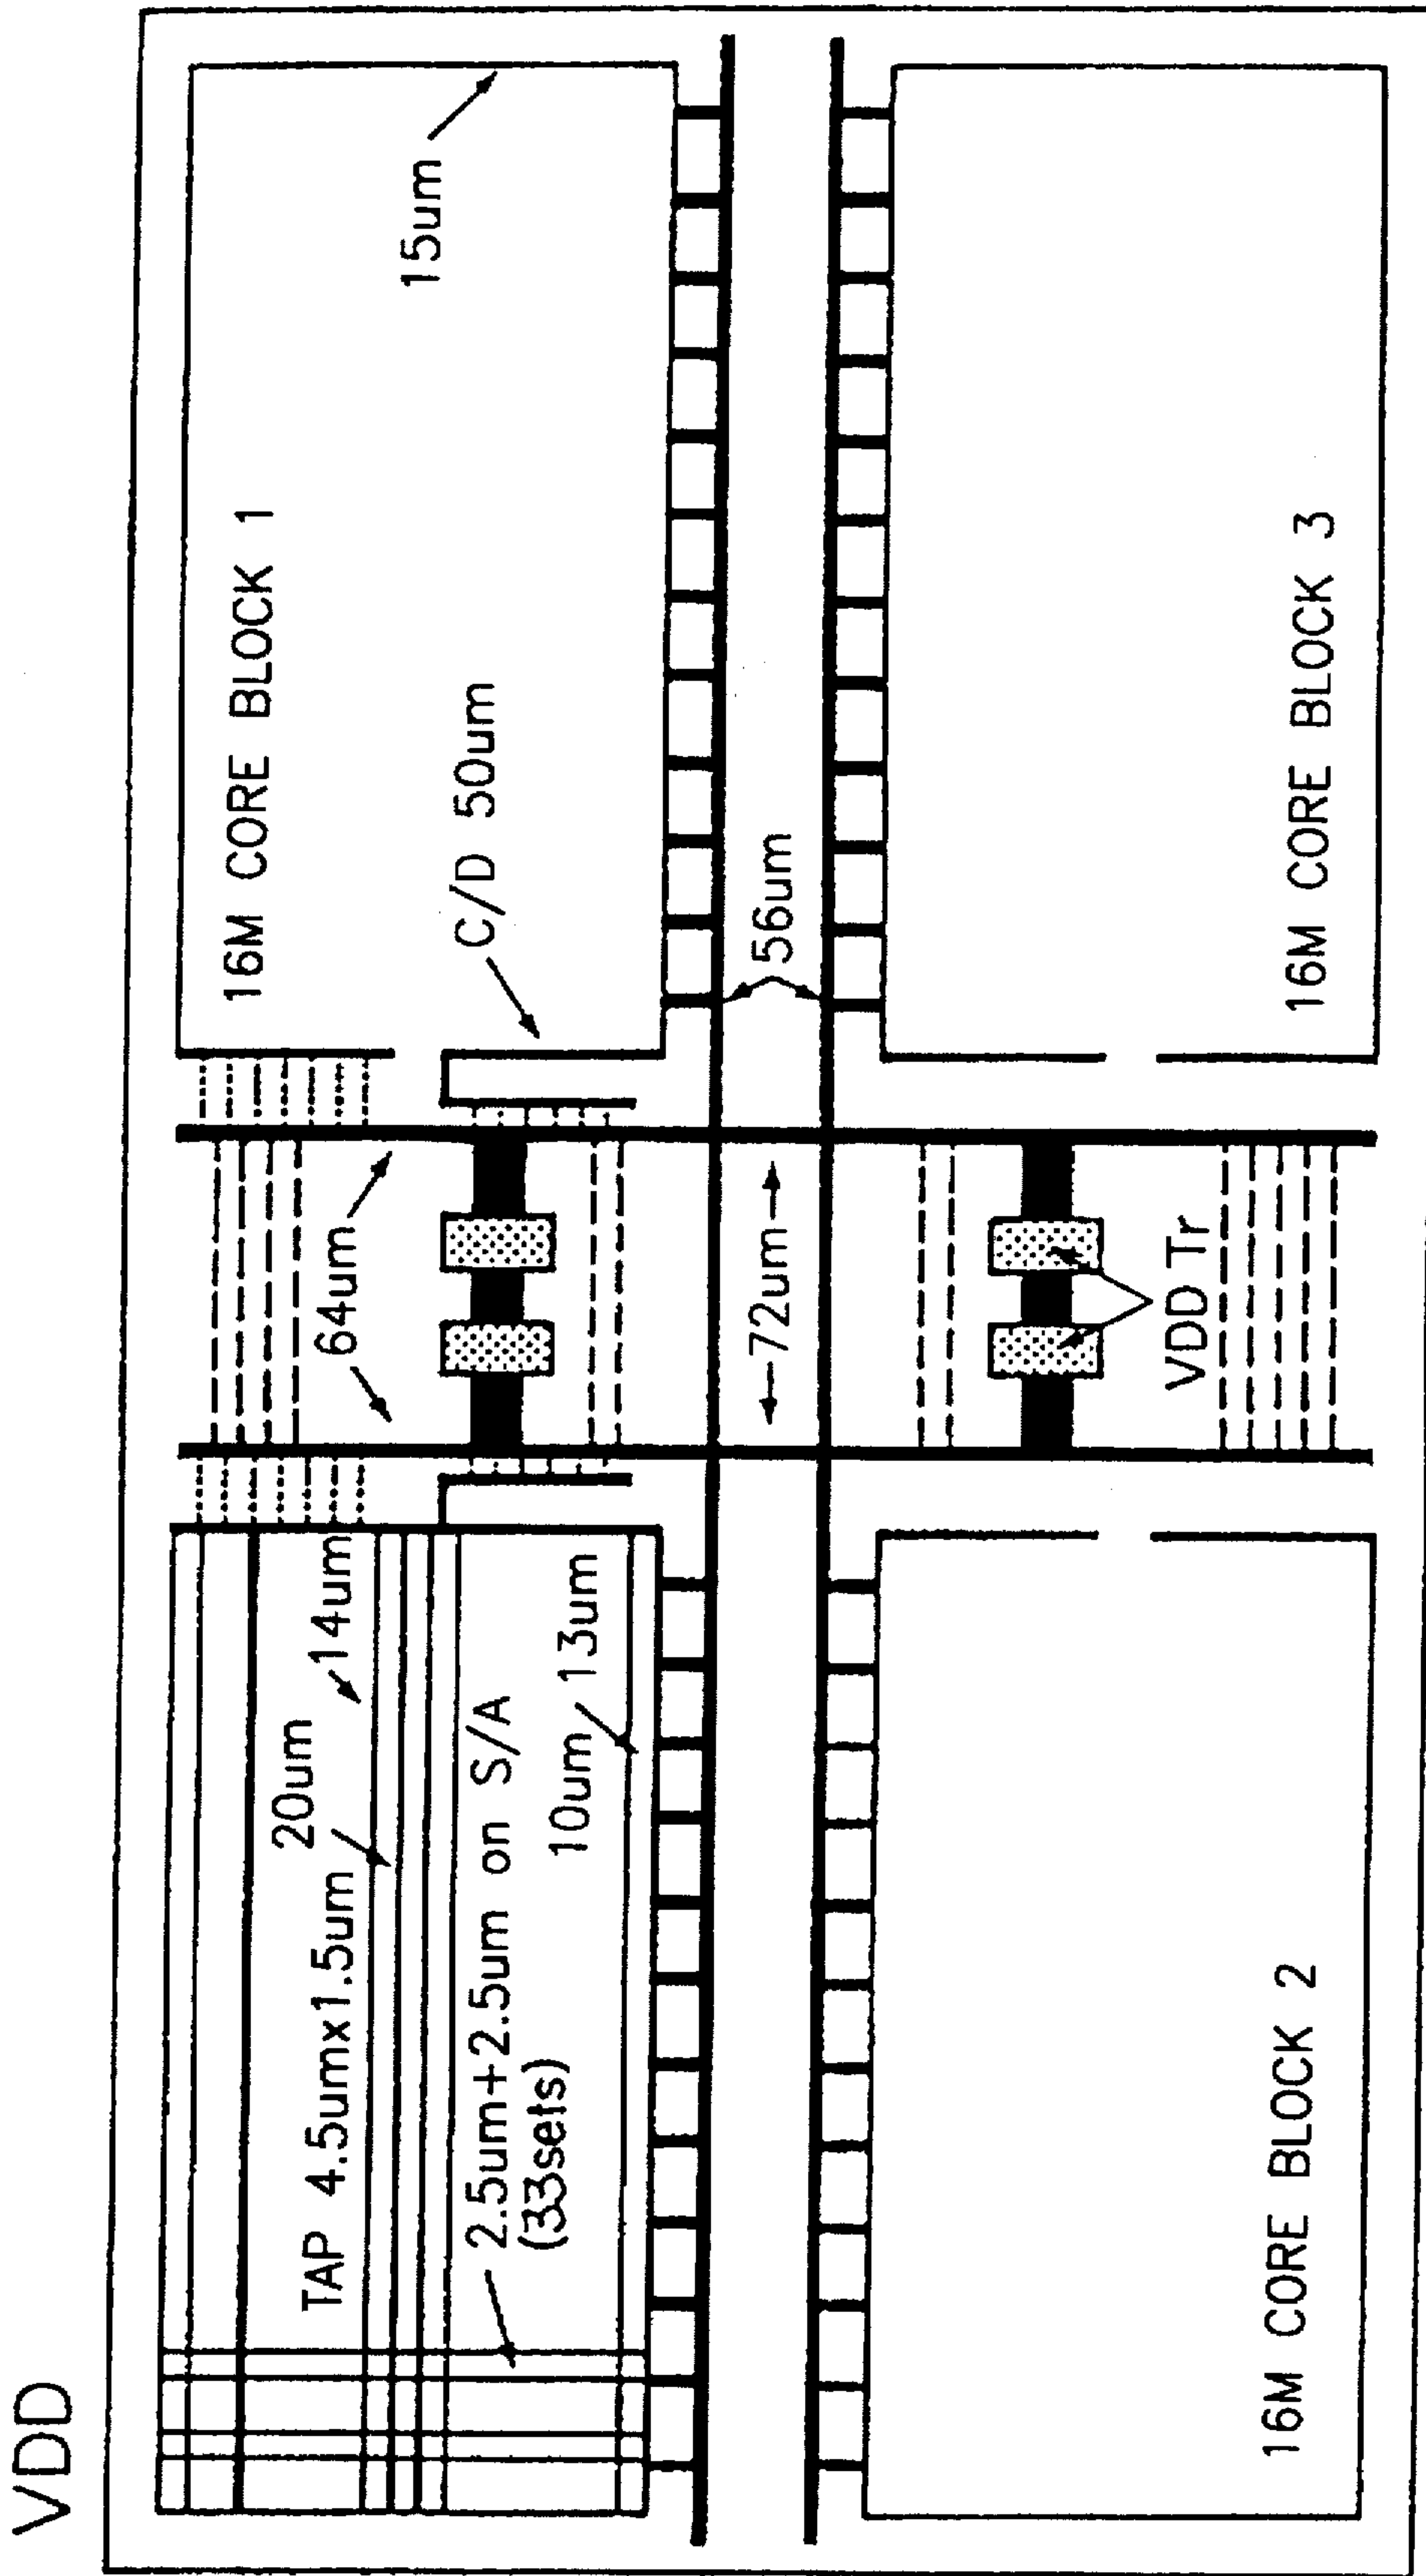 VDD
TAP 4.5umx1.5um
20um
14um
2.5um+2.5um on S/A
(33sets)
10um
13um
64um
16M CORE BLOCK 1
15um
C/D 50um
72um
56um
16M CORE BLOCK 2
VDD Tr
16M CORE BLOCK 3